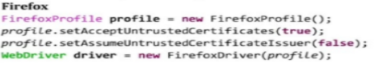 Firefox
FirefoxProfile profile = new FirefoxProfile();
profile.setAcceptUntrustedCertificates(true);
profile.setAssumeUntrustedCertificateIssuer(false);
WebDriver driver = new FirefoxDriver(profile);